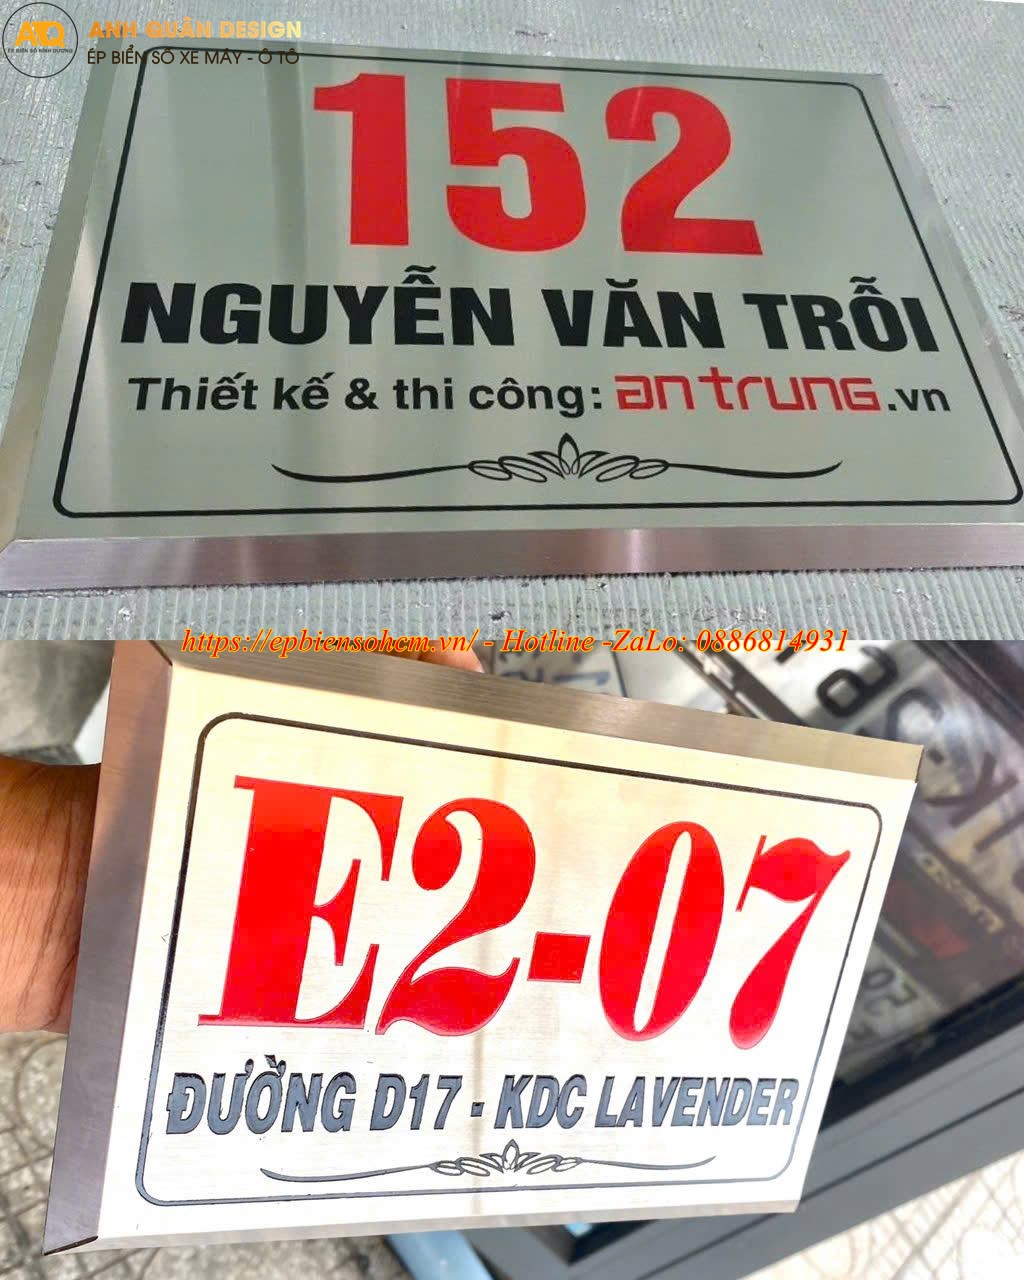 ANH QUÂN DESIGN
ÉP BIỂN SỐ XE MÁY - Ô TÔ
152
NGUYỄN VĂN TRỖI
Thiết kế & thi công: antrung.vn
https://epbiensohcm.vn/ - Hotline -ZaLo: 0886814931
E2-07
ĐƯỜNG D17 - KDC LAVENDER